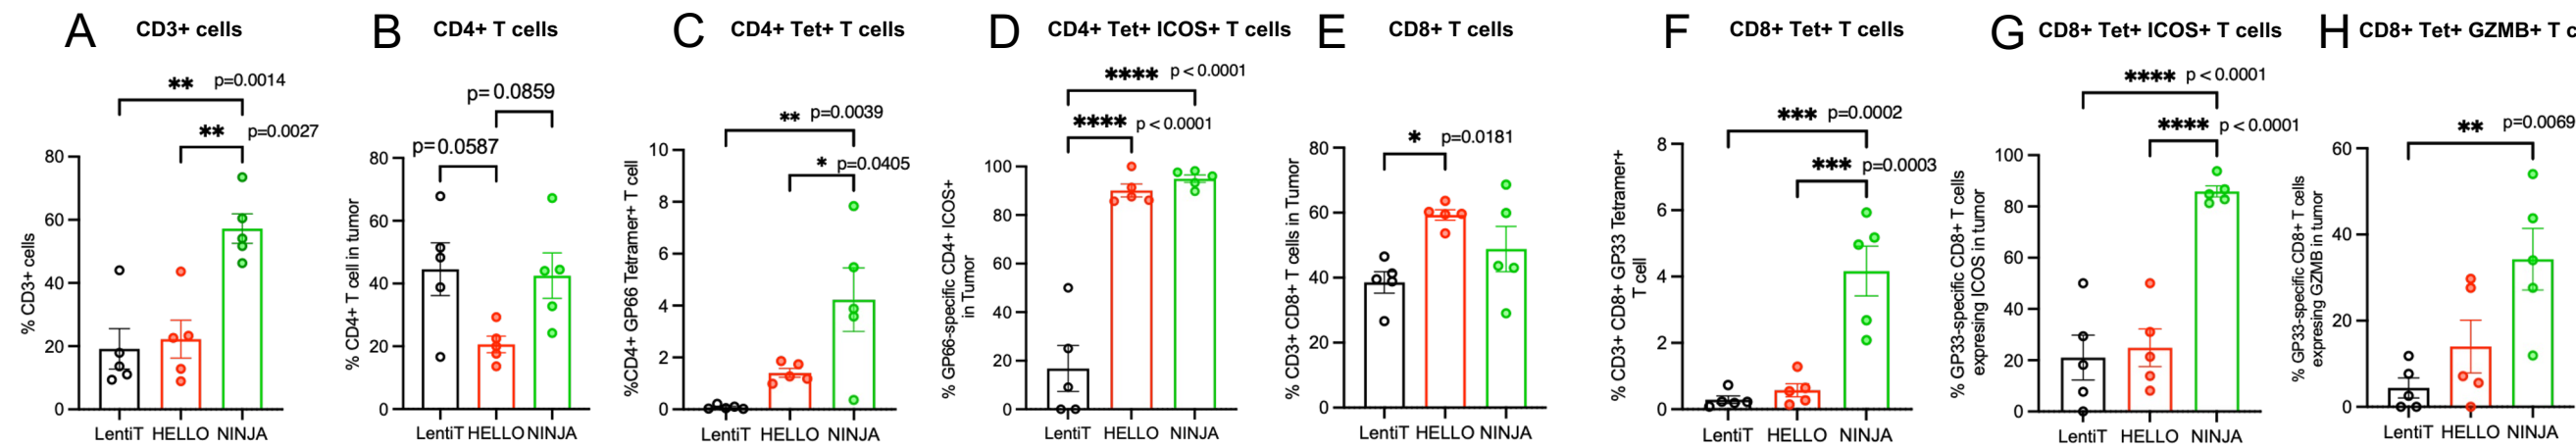 A CD3+ cells
** p=0.0014
** p=0.0027
% CD3+ cells
80
60
40
20
0
LentiT HELLO NINJA
B CD4+ T cells
p= 0.0859
p=0.0587
% CD4+ T cell in tumor
80
60
40
20
0
LentiT HELLO NINJA
C CD4+ Tet+ T cells
** p=0.0039
* p=0.0405
%CD4+ GP66 Tetramer+ T cell
10
8
6
4
2
0
LentiT HELLO NINJA
D CD4+ Tet+ ICOS+ T cells
**** p < 0.0001
**** p < 0.0001
% GP66-specific CD4+ ICOS+
in Tumor
100
80
60
40
20
0
LentiT HELLO NINJA
E CD8+ T cells
* p=0.0181
% CD3+ CD8+ T cells in Tumor
80
60
40
20
0
LentiT HELLO NINJA
F CD8+ Tet+ T cells
*** p=0.0002
*** p=0.0003
% CD3+ CD8+ GP33 Tetramer+
T cell
8
6
4
2
0
LentiT HELLO NINJA
G CD8+ Tet+ ICOS+ T cells
**** p < 0.0001
**** p < 0.0001
% GP33-specific CD8+ T cells
expresing ICOS in tumor
100
80
60
40
20
0
LentiT HELLO NINJA
H CD8+ Tet+ GZMB+ T c
** p=0.0069
% GP33-specific CD8+ T cells
expresing GZMB in tumor
60
40
20
0
LentiT HELLO NINJA